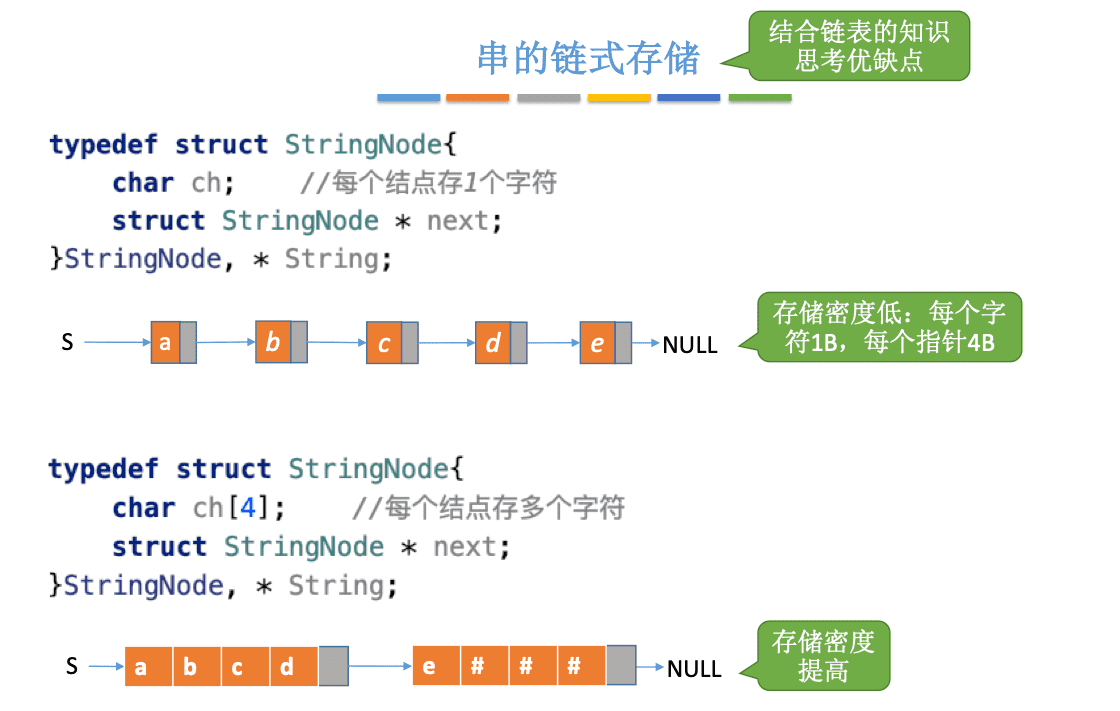 串的链式存储
结合链表的知识
思考优缺点
typedef struct StringNode{
char ch; //每个结点存1个字符
struct StringNode * next;
}StringNode, * String;
S a b c d e NULL
存储密度低：每个字
符1B，每个指针4B
typedef struct StringNode{
char ch[4]; //每个结点存多个字符
struct StringNode * next;
}StringNode, * String;
S a b c d e # # # NULL
存储密度
提高